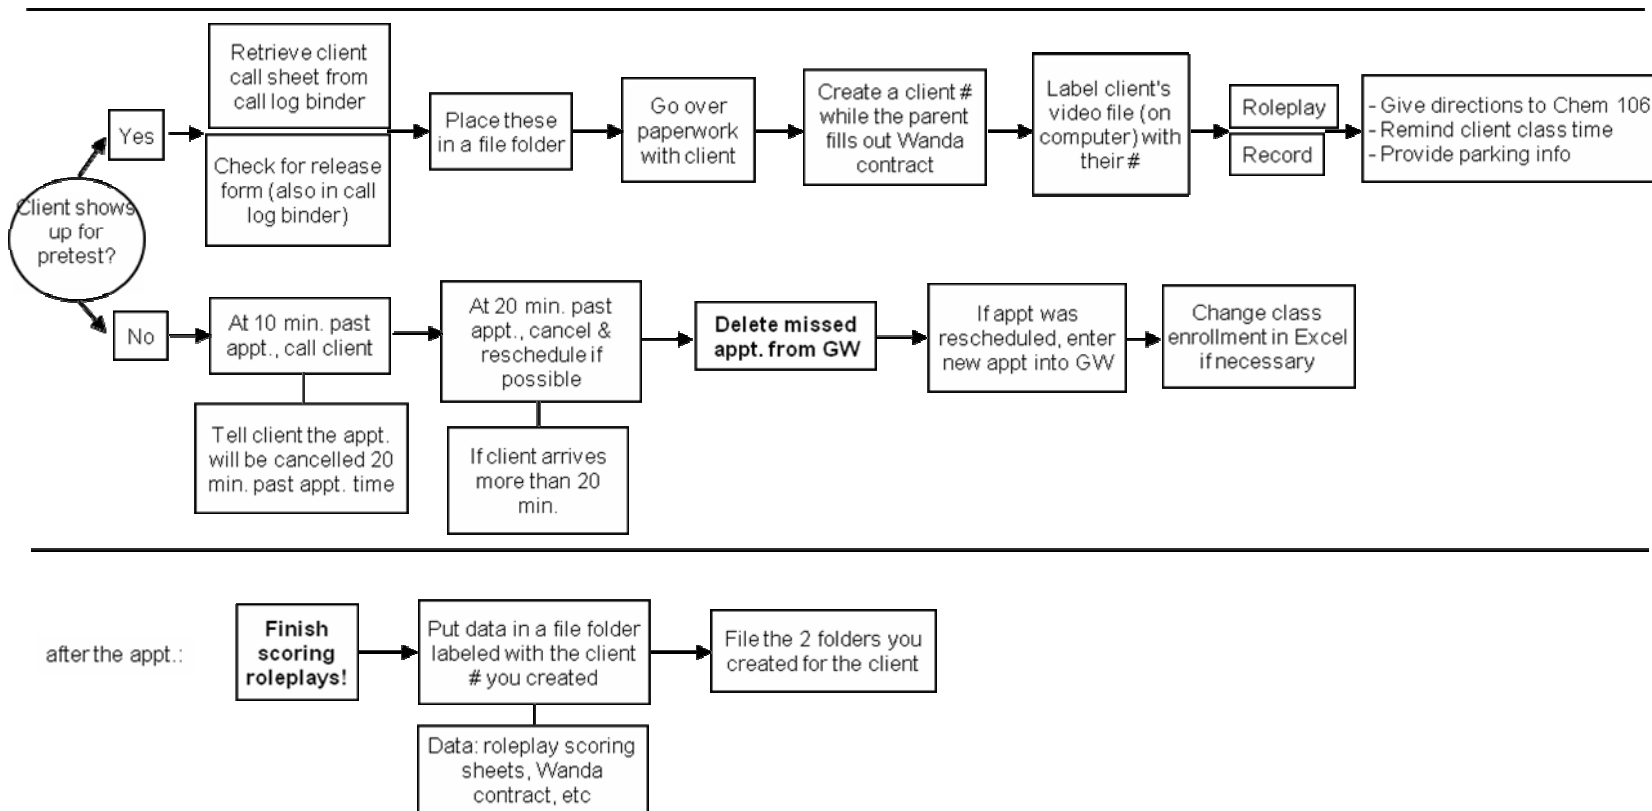 Client shows
up for
pretest?
Yes
Retrieve client
call sheet from
call log binder
Check for release
form (also in call
log binder)
Place these
in a file folder
Go over
paperwork
with client
Create a client #
while the parent
fills out Wanda
contract
Label client's
video file (on
computer) with
their #
Roleplay
Record
- Give directions to Chem 106
- Remind client class time
- Provide parking info
No
At 10 min. past
appt., call client
Tell client the appt.
will be cancelled 20
min. past appt. time
At 20 min. past
appt., cancel &
reschedule if
possible
If client arrives
more than 20
min.
Delete missed
appt. from GW
If appt was
rescheduled, enter
new appt into GW
Change class
enrollment in Excel
if necessary
after the appt.:
Finish
scoring
roleplays!
Put data in a file folder
labeled with the client
# you created
Data: roleplay scoring
sheets, Wanda
contract, etc
File the 2 folders you
created for the client